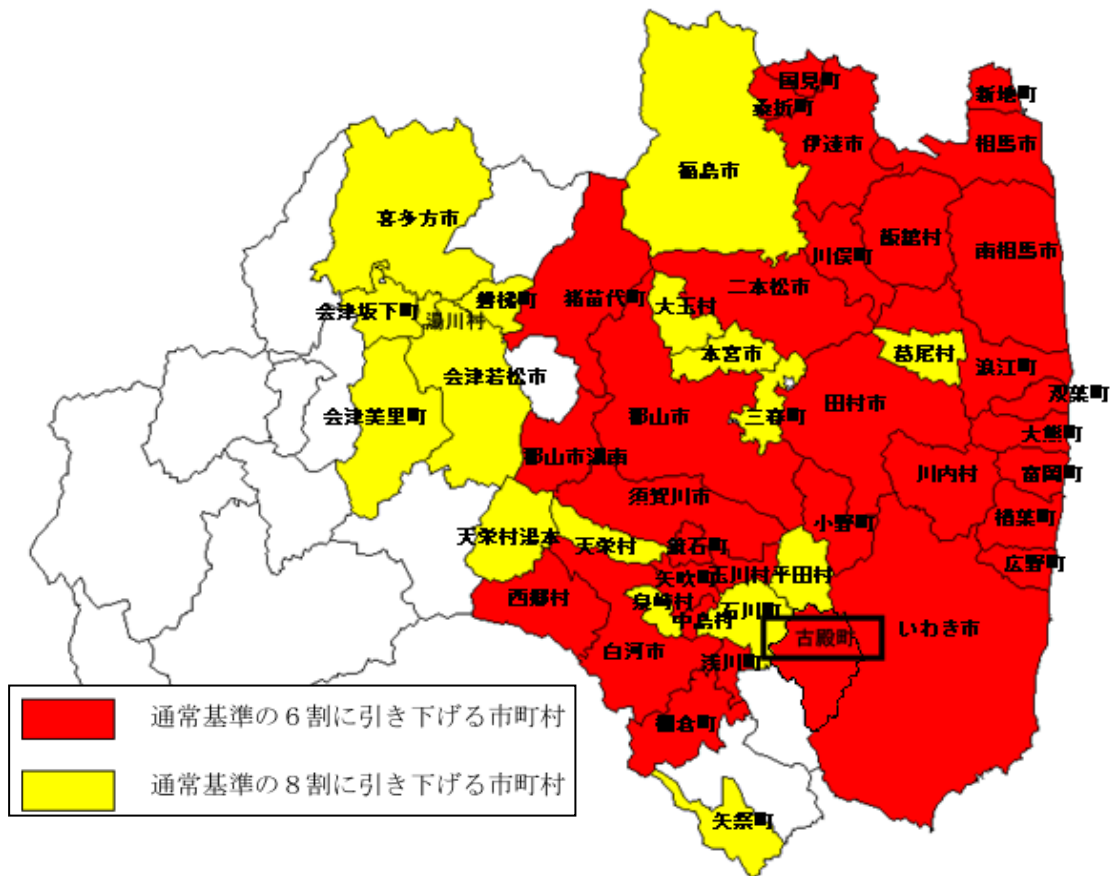 国見町
新地町
桑折町
伊達市
相馬市
福島市
喜多方市
飯舘村
川俣町
南相馬市
二本松市
猪苗代町
磐梯町
会津坂下町
湯川村
大玉村
本宮市
葛尾村
浪江町
会津若松市
双葉町
会津美里町
郡山市
三春町
田村市
大熊町
郡山市湖南
川内村
富岡町
須賀川市
小野町
楢葉町
天栄村湯本
天栄村
鏡石町
広野町
矢吹町
玉川村
平田村
西郷村
泉崎村
石川町
中島村
古殿町
いわき市
白河市
浅川町
棚倉町
矢祭町
通常基準の６割に引き下げる市町村
通常基準の８割に引き下げる市町村